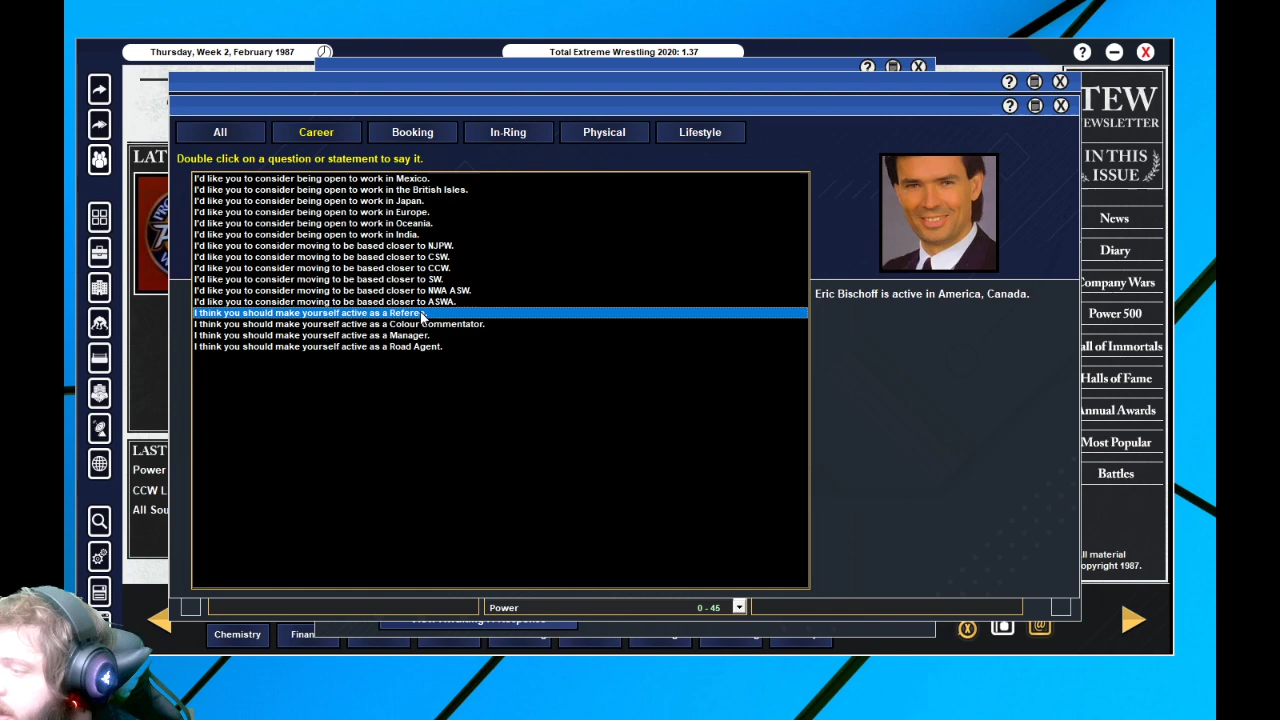 Thursday, Week 2, February 1987
Total Extreme Wrestling 2020: 1.37
?
X
? X
? X
? X
TEW
NEWSLETTER
IN THIS
ISSUE
News
Diary
Company Wars
Power 500
Hall of Immortals
Halls of Fame
Annual Awards
Most Popular
Battles
All material
copyright 1987.
LAT
LAST
Power
CCW L
All Sou
All
Career
Booking
In-Ring
Physical
Lifestyle
Double click on a question or statement to say it.
I'd like you to consider being open to work in Mexico.
I'd like you to consider being open to work in the British Isles.
I'd like you to consider being open to work in Japan.
I'd like you to consider being open to work in Europe.
I'd like you to consider being open to work in Oceania.
I'd like you to consider being open to work in India.
I'd like you to consider moving to be based closer to NJPW.
I'd like you to consider moving to be based closer to CSW.
I'd like you to consider moving to be based closer to CCW.
I'd like you to consider moving to be based closer to SW.
I'd like you to consider moving to be based closer to NWA ASW.
I'd like you to consider moving to be based closer to ASWA.
I think you should make yourself active as a Referee.
I think you should make yourself active as a Colour Commentator.
I think you should make yourself active as a Manager.
I think you should make yourself active as a Road Agent.
Eric Bischoff is active in America, Canada.
Power
0 - 45
Chemistry
Finan